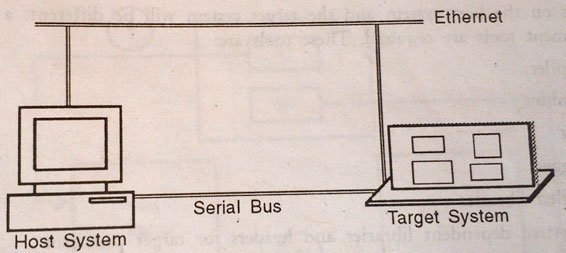 Ethernet
Serial Bus
Host System
Target System